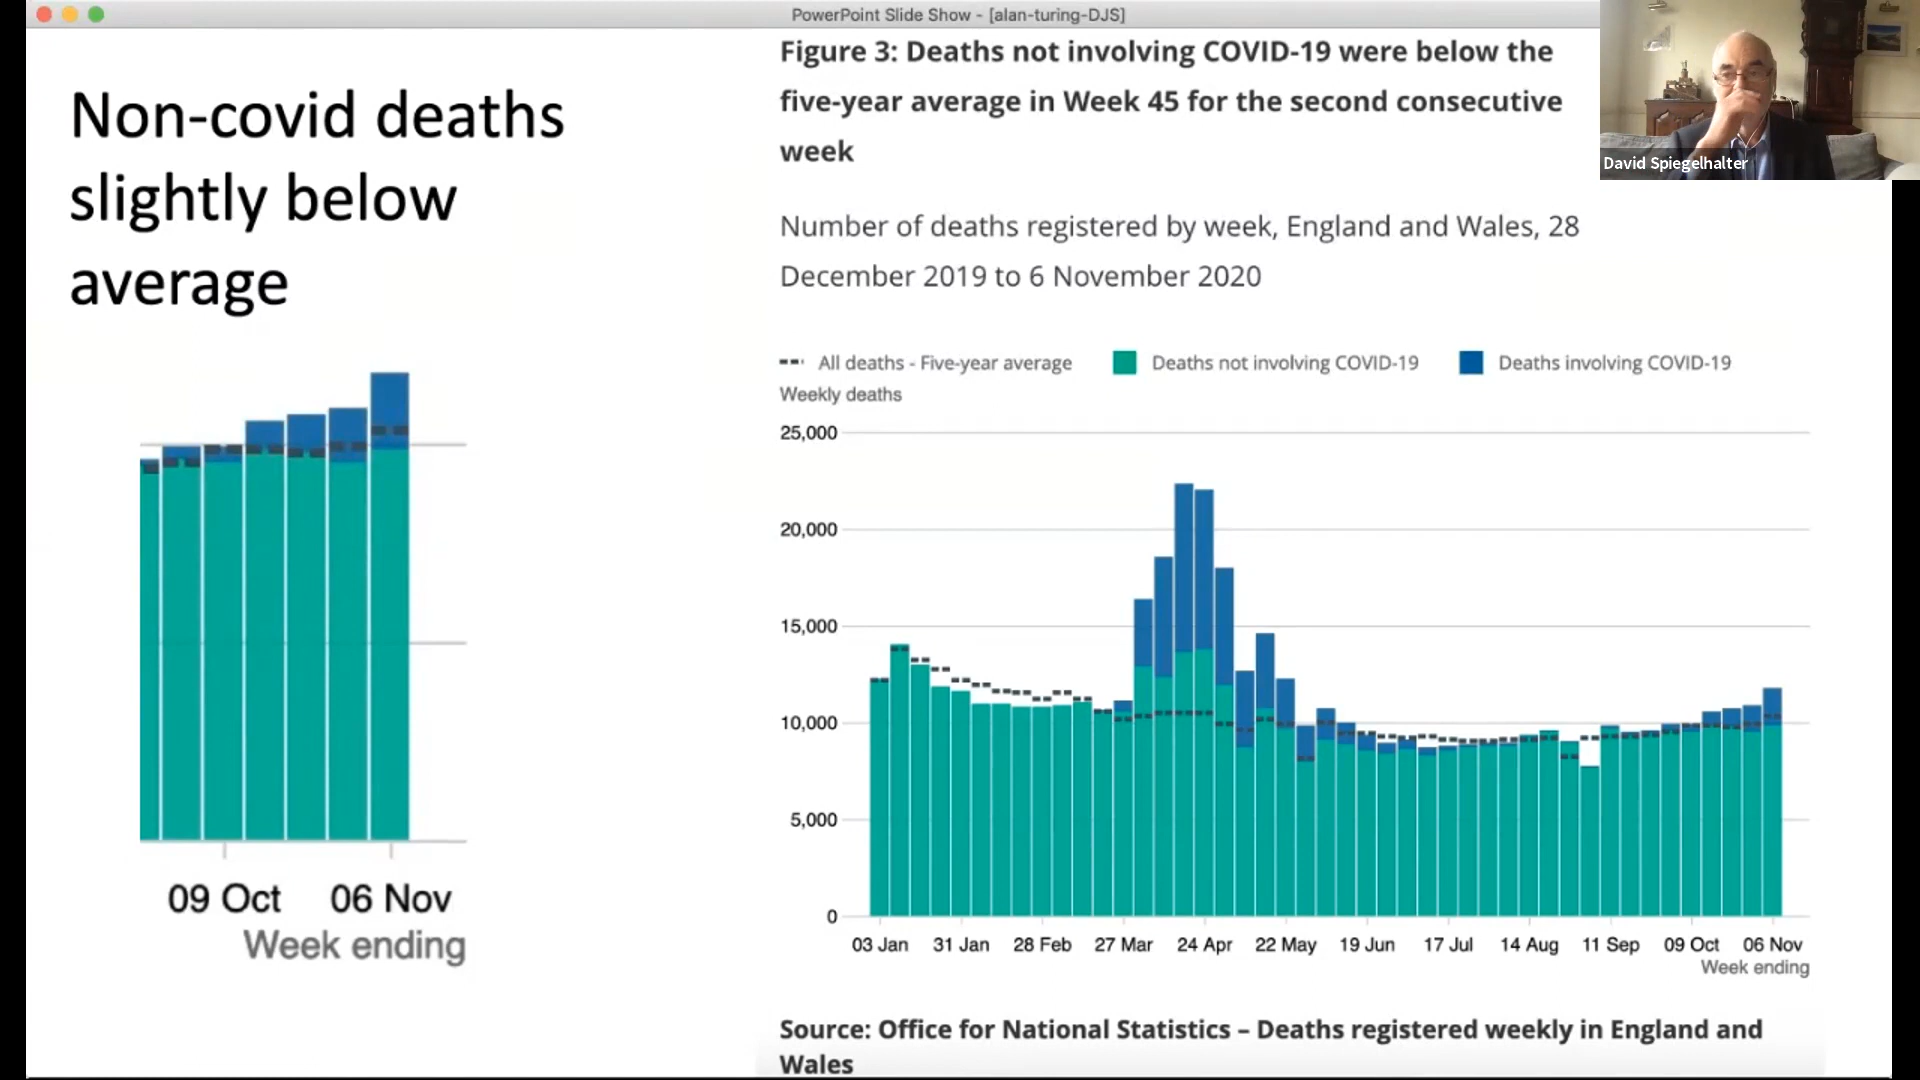 PowerPoint Slide Show - [alan-turing-DJS]
Non-covid deaths
slightly below
average
09 Oct 06 Nov
Week ending
Figure 3: Deaths not involving COVID-19 were below the
five-year average in Week 45 for the second consecutive
week
Number of deaths registered by week, England and Wales, 28
December 2019 to 6 November 2020
All deaths - Five-year average Deaths not involving COVID-19 Deaths involving COVID-19
Weekly deaths
25,000
20,000
15,000
10,000
5,000
0
03 Jan 31 Jan 28 Feb 27 Mar 24 Apr 22 May 19 Jun 17 Jul 14 Aug 11 Sep 09 Oct 06 Nov
Week ending
Source: Office for National Statistics – Deaths registered weekly in England and
Wales
David Spiegelhalter